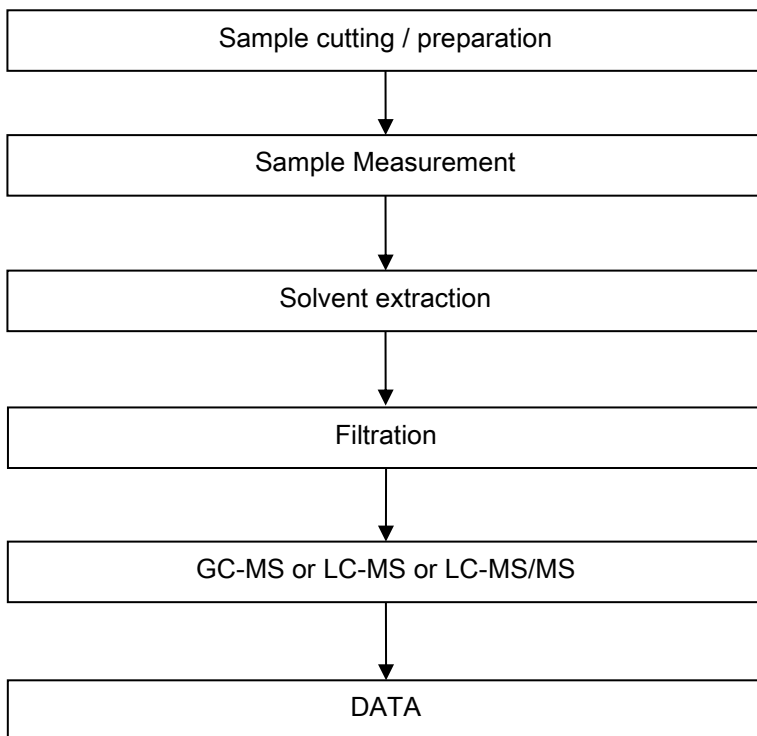 Sample cutting / preparation
Sample Measurement
Solvent extraction
Filtration
GC-MS or LC-MS or LC-MS/MS
DATA